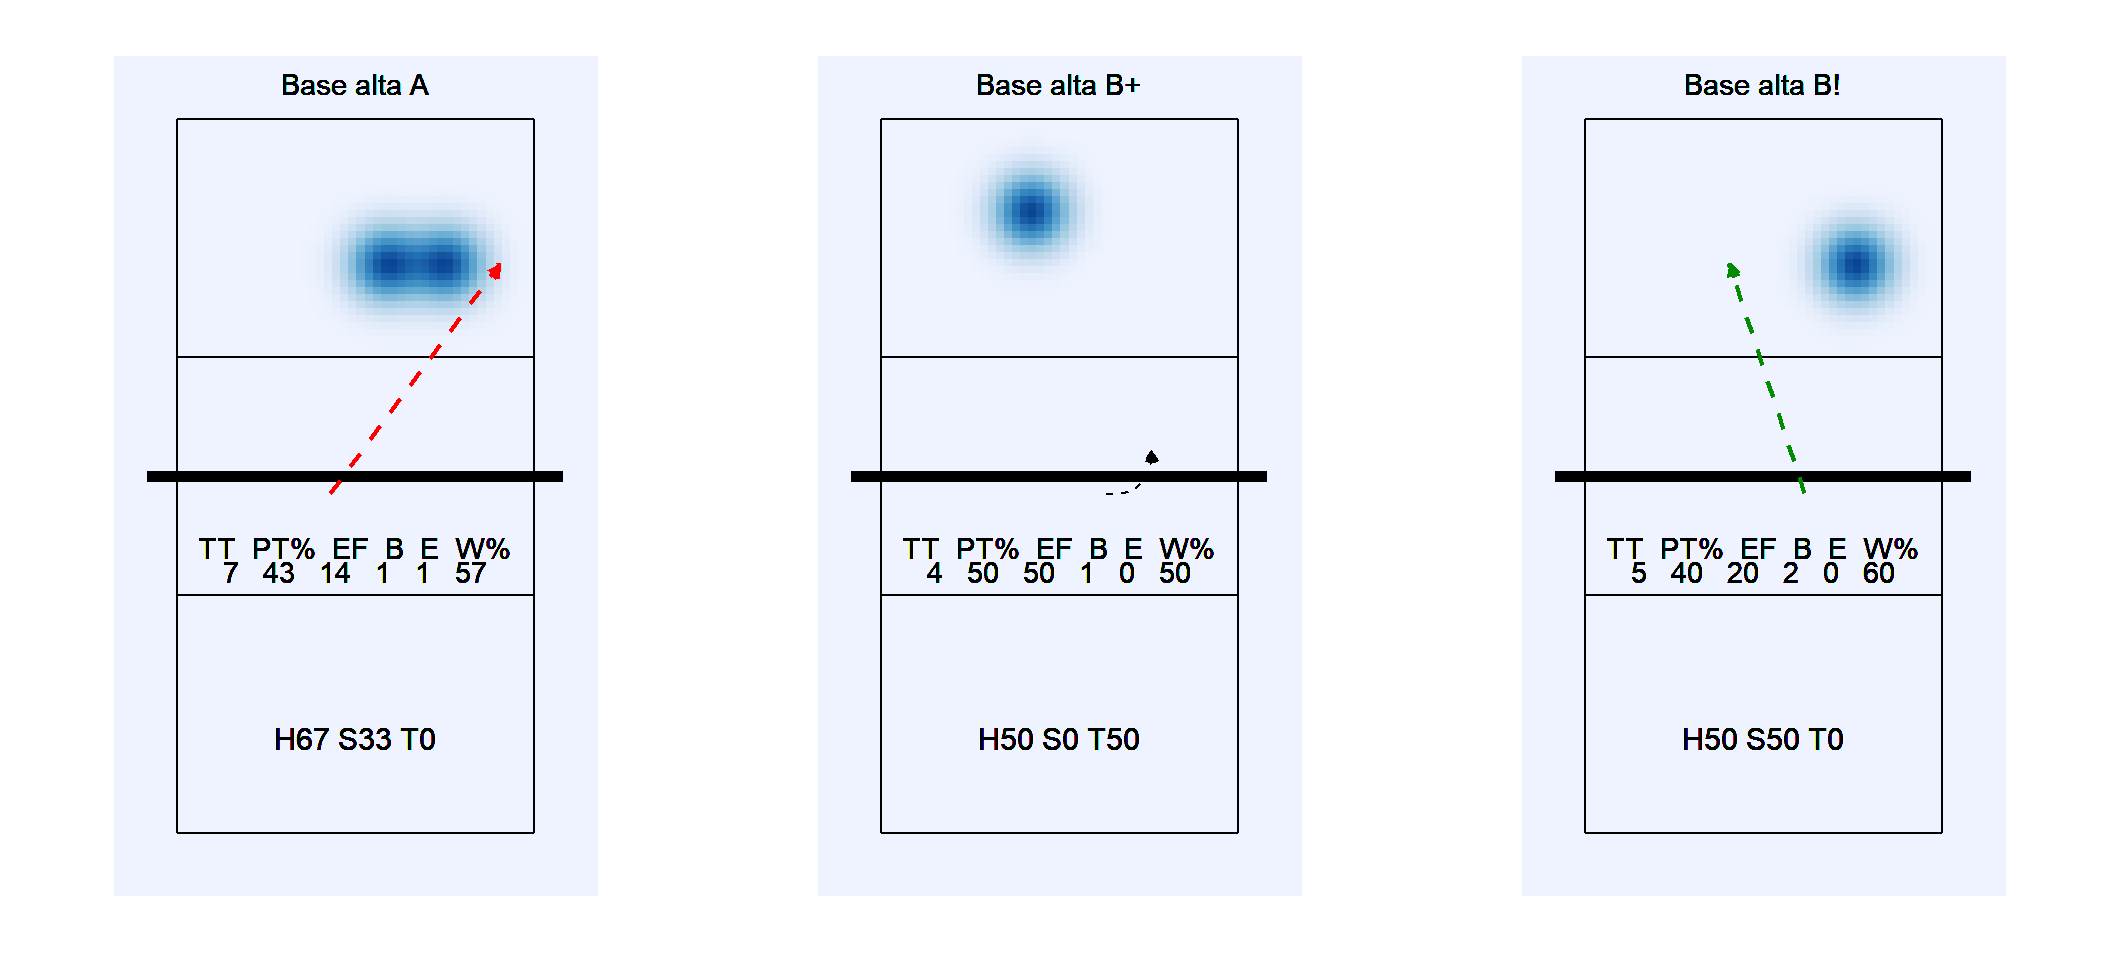 Base alta A
TT PT% EF B E W%
7 43 14 1 1 57
H67 S33 T0
Base alta B+
TT PT% EF B E W%
4 50 50 1 0 50
H50 S0 T50
Base alta B!
TT PT% EF B E W%
5 40 20 2 0 60
H50 S50 T0